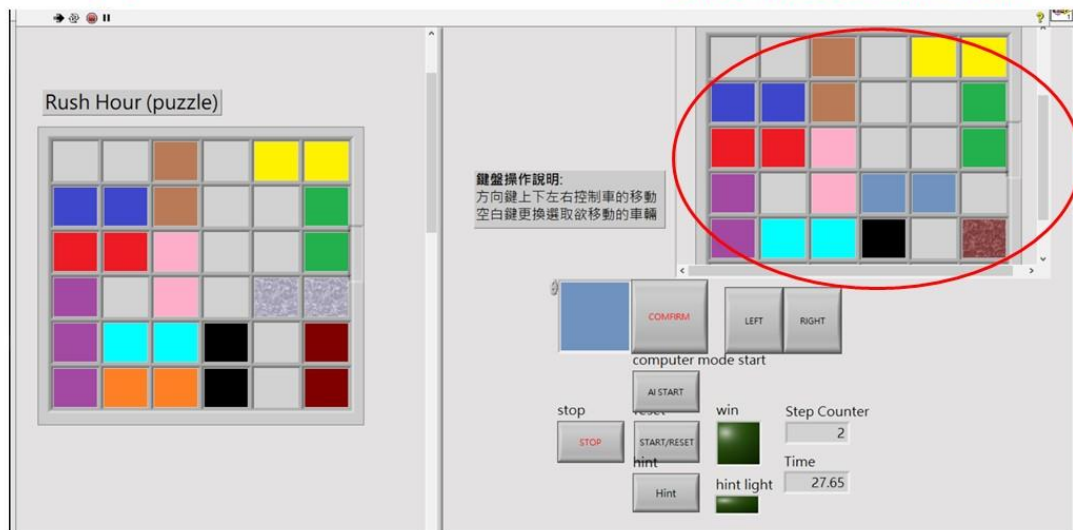 Rush Hour (puzzle)
鍵盤操作說明:
方向鍵上下左右控制車的移動
空白鍵更換選取欲移動的車輛
COMFIRM
LEFT
RIGHT
computer mode start
AI START
stop
reset
win
Step Counter
STOP
START/RESET
2
hint
Time
Hint
hint light
27.65